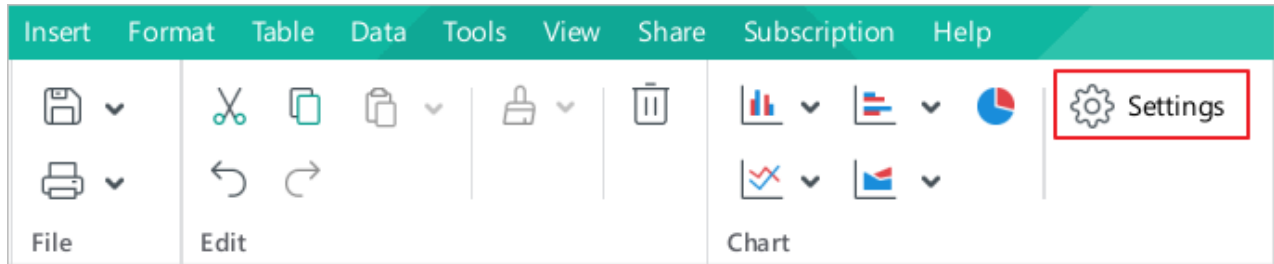 Insert Format Table Data Tools View Share Subscription Help
Settings
File Edit Chart